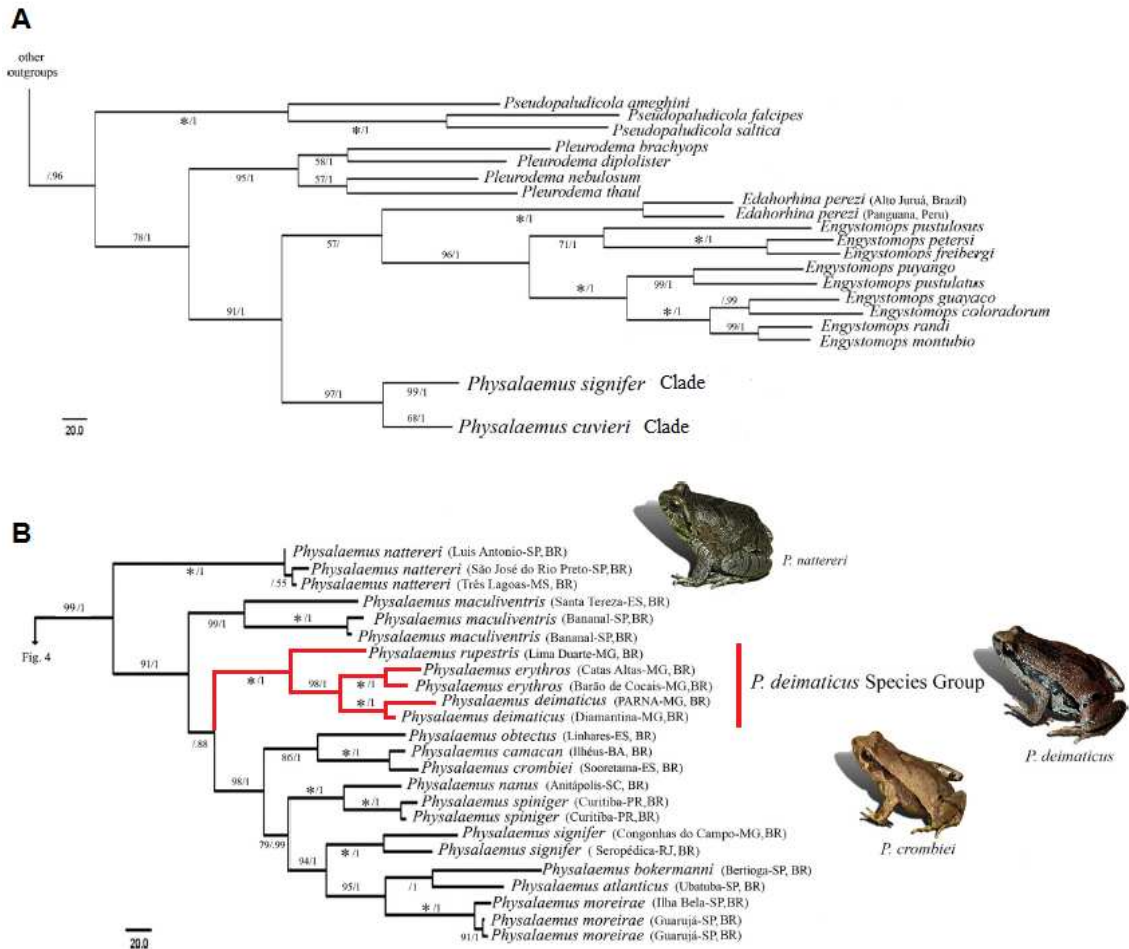 A
other
outgroups
Pseudopaludicola ameghini
*/1
Pseudopaludicola falcipes
*/1
Pseudopaludicola saltica
/.96
Pleurodema brachyops
58/1
Pleurodema diplolister
95/1
Pleurodema nebulosum
57/1
Pleurodema thaul
78/1
Edahorhina perezi (Alto Juruá, Brazil)
*/1
Edahorhina perezi (Panguana, Peru)
57/
Engystomops pustulosus
71/1
*/1
Engystomops petersi
Engystomops freibergi
96/1
Engystomops puyango
99/1
Engystomops pustulatus
*/1
Engystomops guayaco
/.99
Engystomops coloradorum
*/1
Engystomops randi
99/1
Engystomops montubio
91/1
Physalaemus signifer Clade
99/1
97/1
68/1
Physalaemus cuvieri Clade
20.0
B
Physalaemus nattereri (Luis Antonio-SP, BR)
*/1
Physalaemus nattereri (São José do Rio Preto-SP,BR)
/.55
Physalaemus nattereri (Três Lagoas-MS, BR)
P. nattereri
99/1
Fig. 4
Physalaemus maculiventris (Santa Tereza-ES, BR)
99/1
*/1
Physalaemus maculiventris (Bananal-SP,BR)
Physalaemus maculiventris (Bananal-SP,BR)
91/1
Physalaemus rupestris (Lima Duarte-MG, BR)
*/1
Physalaemus erythros (Catas Altas-MG, BR)
98/1
*/1
Physalaemus erythros (Barão de Cocais-MG, BR)
*/1
Physalaemus deimaticus (PARNA-MG, BR)
Physalaemus deimaticus (Diamantina-MG, BR)
P. deimaticus Species Group
P. deimaticus
/.88
Physalaemus obtectus (Linhares-ES, BR)
86/1
*/1
Physalaemus camacan (Ilhéus-BA, BR)
Physalaemus crombiei (Sooretama-ES, BR)
98/1
Physalaemus nanus (Anitápolis-SC, BR)
*/1
*/1
Physalaemus spiniger (Curitiba-PR,BR)
Physalaemus spiniger (Curitiba-PR,BR)
79/.99
P. crombiei
Physalaemus signifer (Congonhas do Campo-MG,BR)
*/1
Physalaemus signifer ( Seropédica-RJ, BR)
94/1
Physalaemus bokermanni (Bertioga-SP, BR)
/1
Physalaemus atlanticus (Ubatuba-SP, BR)
95/1
Physalaemus moreirae (Ilha Bela-SP,BR)
*/1
Physalaemus moreirae (Guarujá-SP,BR)
91/1
Physalaemus moreirae (Guarujá-SP,BR)
20.0